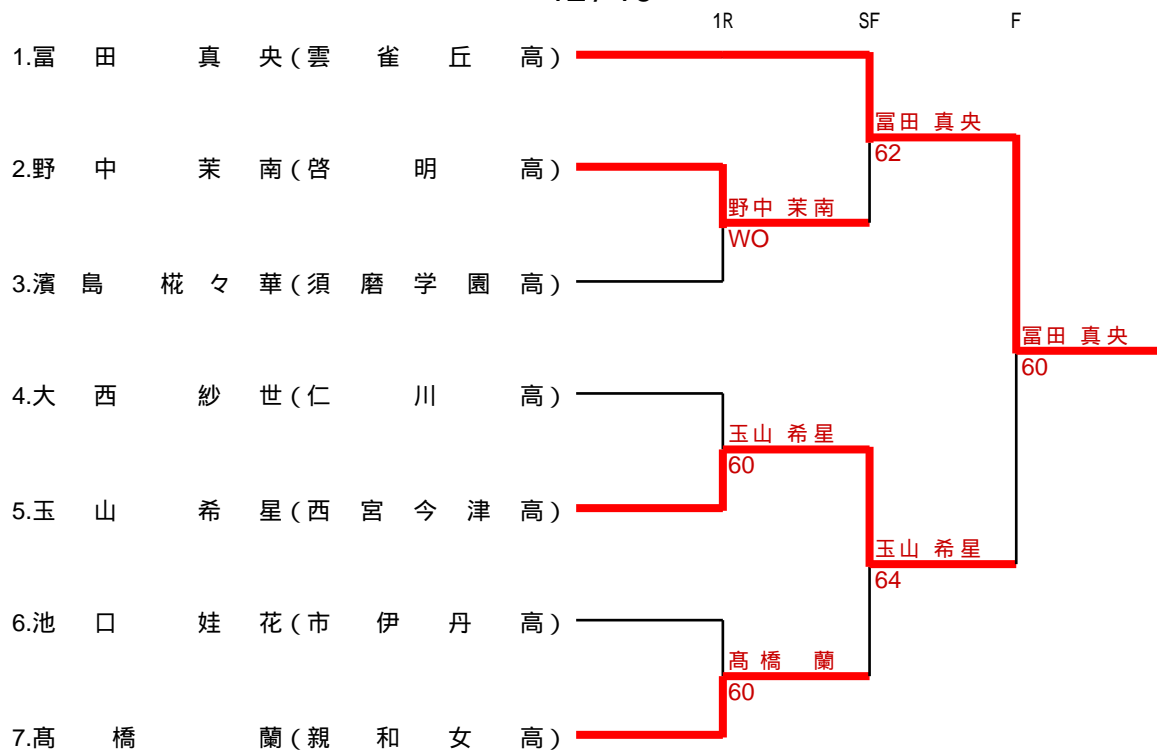 1R SF F
1.冨田 真央(雲雀丘高)
冨田 真央
62
2.野中 茉南(啓明高)
野中 茉南
WO
3.濱島 椛々華(須磨学園高)
冨田 真央
60
4.大西 紗世(仁川高)
玉山 希星
60
5.玉山 希星(西宮今津高)
玉山 希星
64
6.池口 娃花(市伊丹高)
髙橋 蘭
60
7.髙橋 蘭(親和女高)